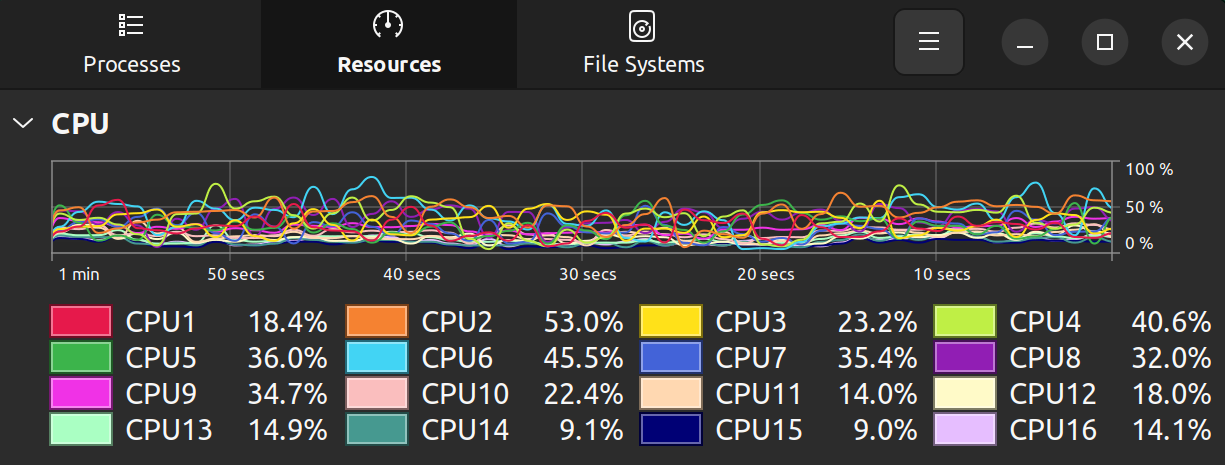 Processes Resources File Systems
CPU
100 %
50 %
0 %
1 min 50 secs 40 secs 30 secs 20 secs 10 secs
CPU1 18.4% CPU2 53.0% CPU3 23.2% CPU4 40.6%
CPU5 36.0% CPU6 45.5% CPU7 35.4% CPU8 32.0%
CPU9 34.7% CPU10 22.4% CPU11 14.0% CPU12 18.0%
CPU13 14.9% CPU14 9.1% CPU15 9.0% CPU16 14.1%